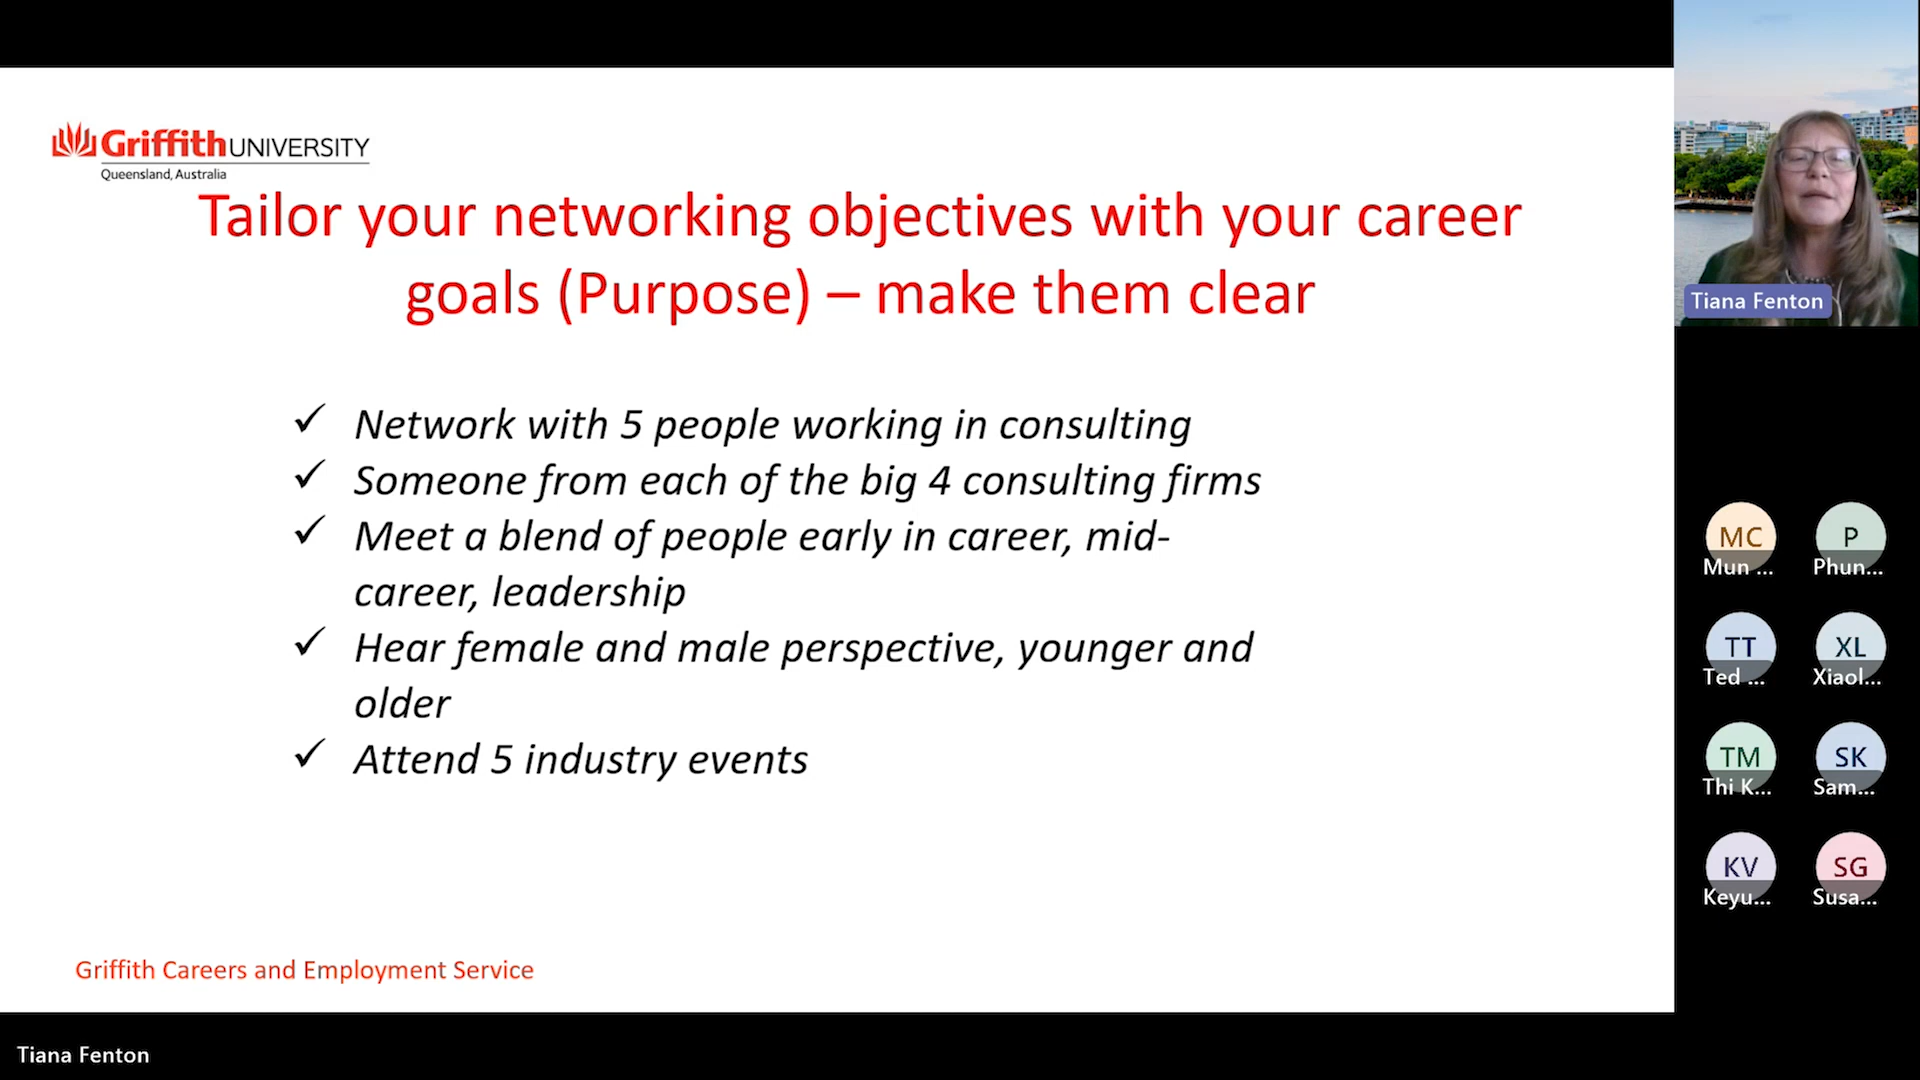 Griffith UNIVERSITY
Queensland, Australia
Tailor your networking objectives with your career
goals (Purpose) – make them clear
✓ Network with 5 people working in consulting
✓ Someone from each of the big 4 consulting firms
✓ Meet a blend of people early in career, mid-
career, leadership
✓ Hear female and male perspective, younger and
older
✓ Attend 5 industry events
Griffith Careers and Employment Service
Tiana Fenton
Tiana Fenton
MC
Mun ...
P
Phun...
TT
Ted ...
XL
Xiaol...
TM
Thi K...
SK
Sam...
KV
Keyu...
SG
Susa...